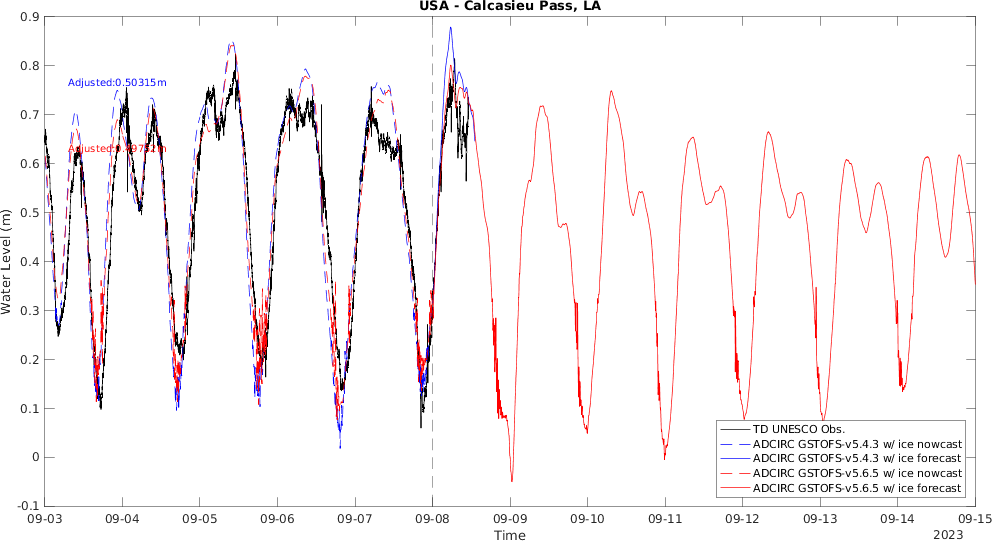 USA - Calcasieu Pass, LA
0.9
0.8
0.7
0.6
0.5
0.4
0.3
0.2
0.1
0
-0.1
Water Level (m)
Adjusted:0.50315m
TD UNESCO Obs.
ADCIRC GSTOFS-v5.4.3 w/ ice nowcast
ADCIRC GSTOFS-v5.4.3 w/ ice forecast
ADCIRC GSTOFS-v5.6.5 w/ ice nowcast
ADCIRC GSTOFS-v5.6.5 w/ ice forecast
09-03 09-04 09-05 09-06 09-07 09-08 09-09 09-10 09-11 09-12 09-13 09-14 09-15
Time
2023